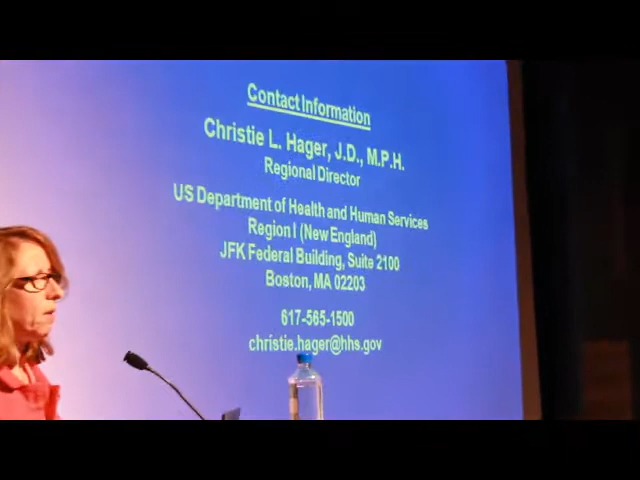 Contact Information
Christie L. Hager, J.D., M.P.H.
Regional Director
US Department of Health and Human Services
Region I (New England)
JFK Federal Building, Suite 2100
Boston, MA 02203
617-565-1500
christie.hager@hhs.gov